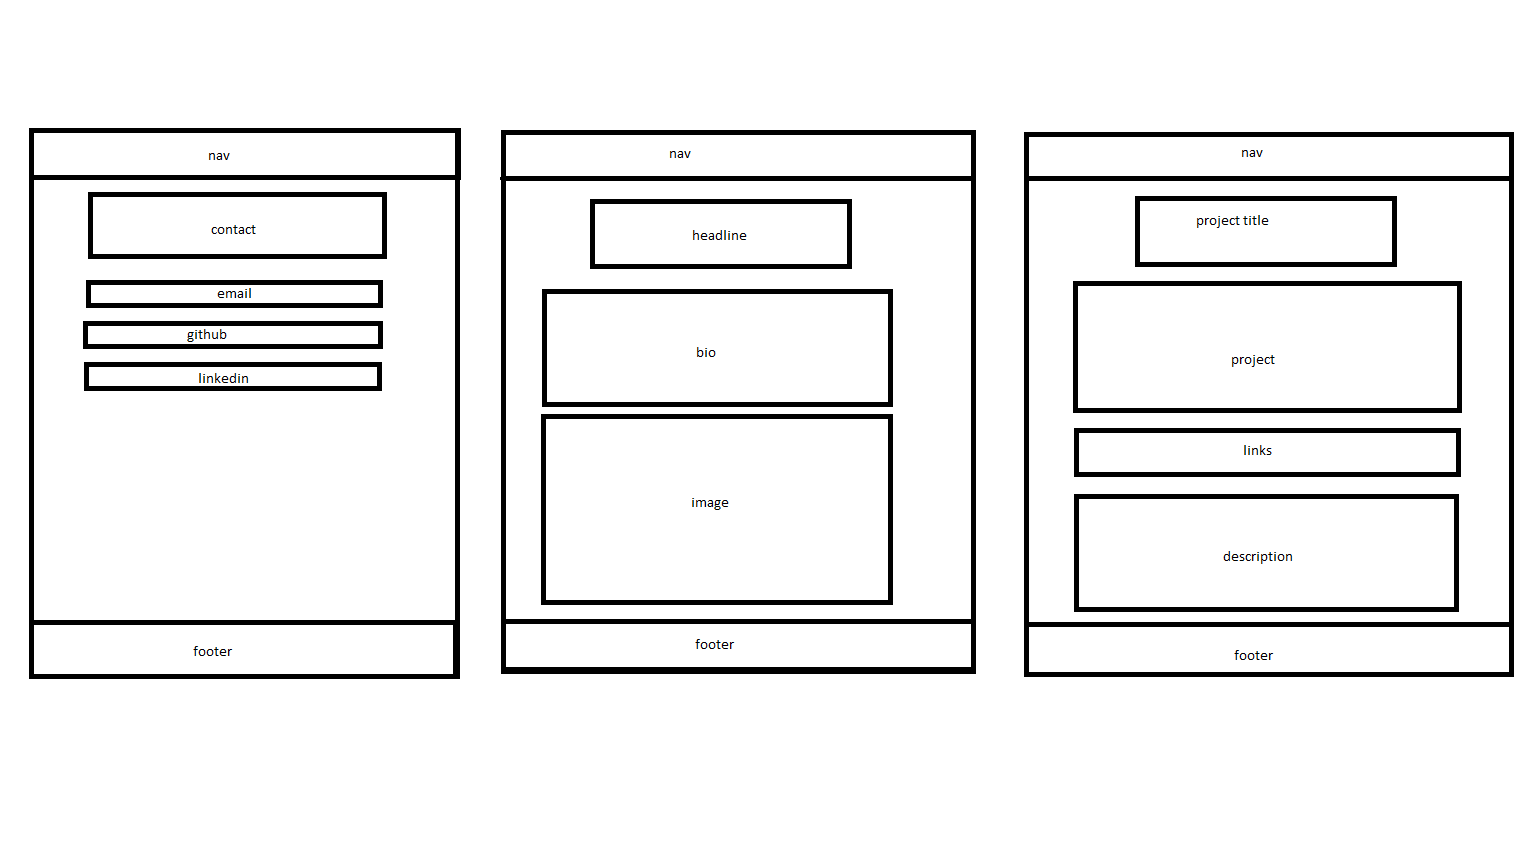 nav
contact
email
github
linkedin
footer
nav
headline
bio
image
footer
nav
project title
project
links
description
footer